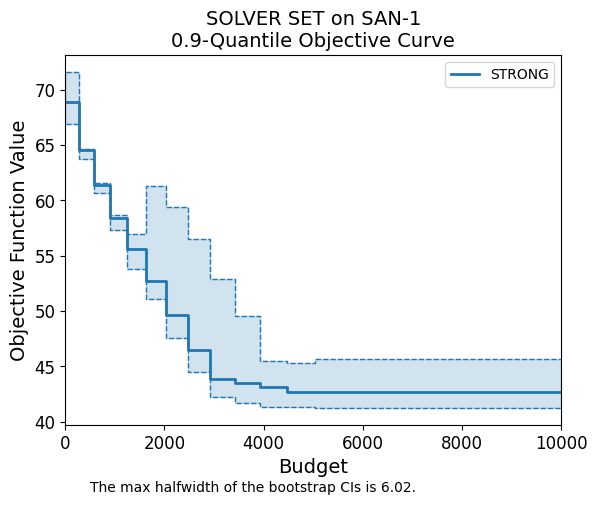 SOLVER SET on SAN-1
0.9-Quantile Objective Curve
STRONG
Objective Function Value
70
65
60
55
50
45
40
0 2000 4000 6000 8000 10000
Budget
The max halfwidth of the bootstrap CIs is 6.02.